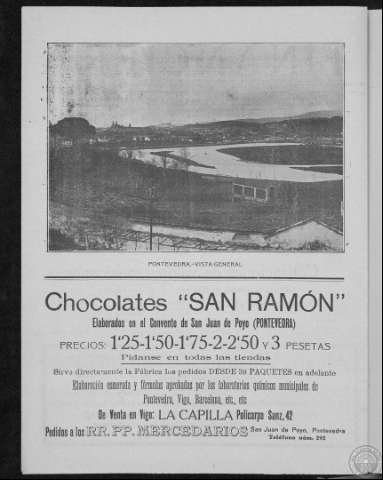 PONTEVEDRA.-VISTA GENERAL
Chocolates "SAN RAMÓN"
Elaborados en el Convento de San Juan de Poyo (PONTEVEDRA)
PRECIOS: 1'25-1'50-1'75-2-2'50 y 3 PESETAS
Pídanse en todas las tiendas
Sirve directamente la Fábrica los pedidos DESDE 30 PAQUETES en adelante
Elaboración esmerada y fórmulas aprobadas por los laboratorios químicos municipales de
Pontevedra, Vigo, Barcelona, etc., etc
De Venta en Vigo: LA CAPILLA Policarpo Sanz, 42
Pedidos a los RR. PP. MERCEDARIOS San Juan de Poyo, Pontevedra
Teléfono núm. 202